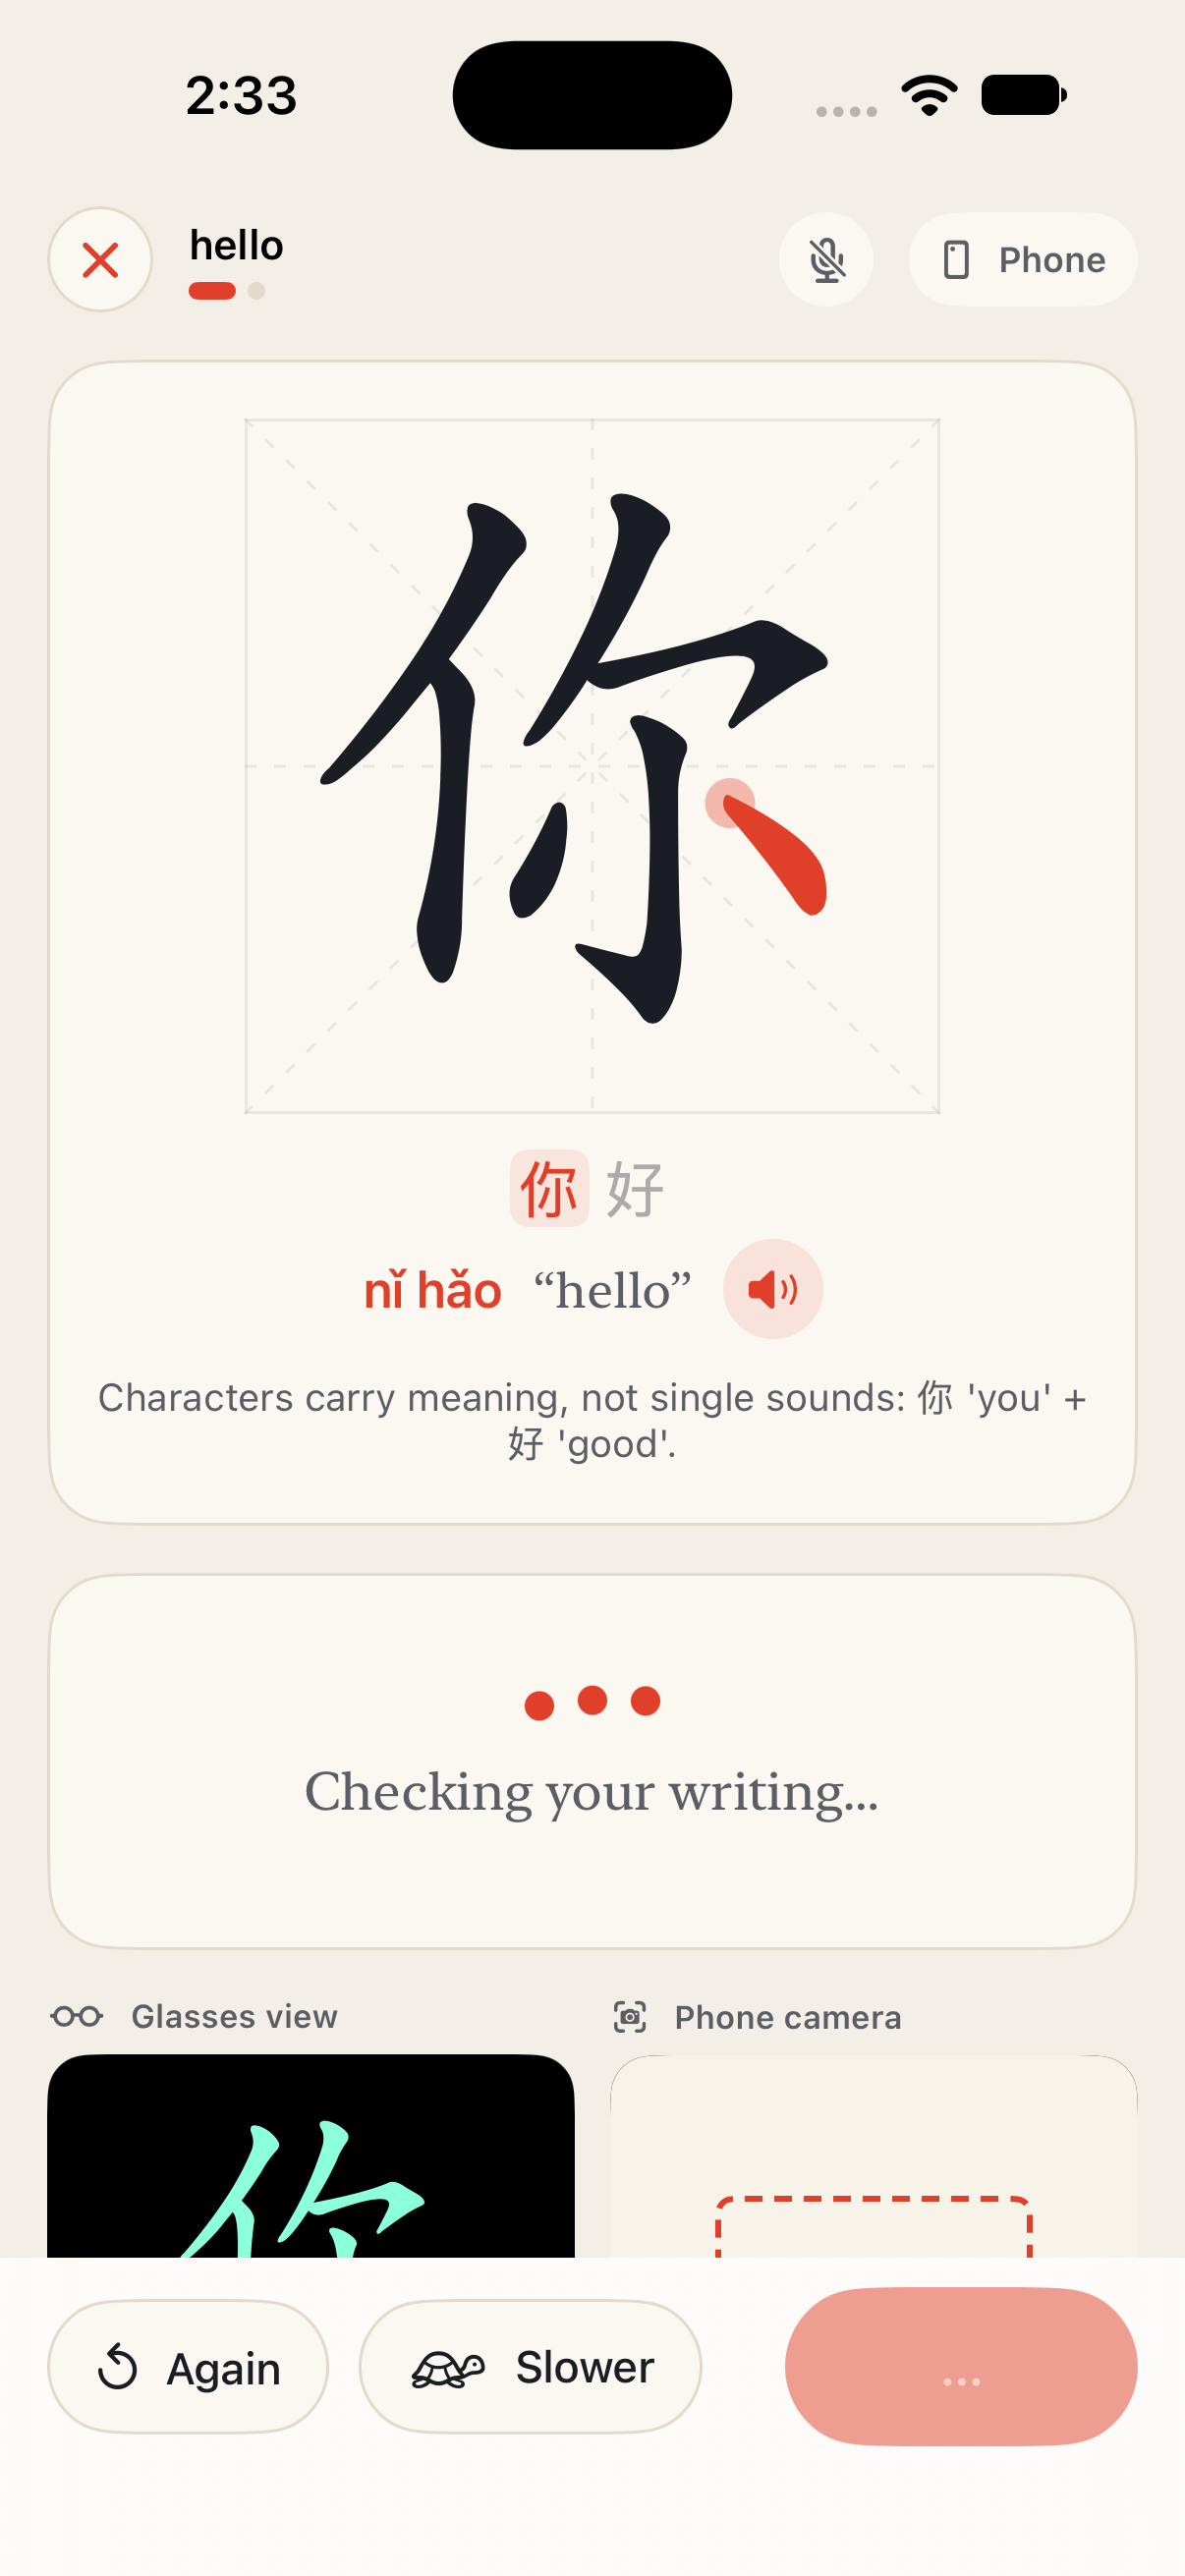 2:33
hello
Phone
你
你 好
nǐ hǎo “hello”
Characters carry meaning, not single sounds: 你 'you' +
好 'good'.
Checking your writing...
Glasses view
Phone camera
你
Again
Slower
...